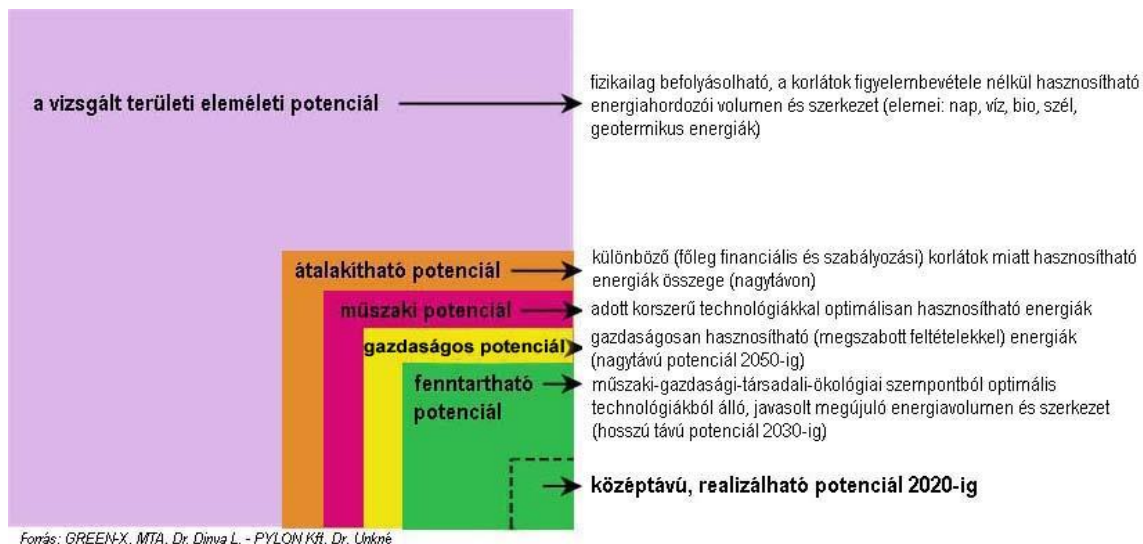 a vizsgált területi eleméleti potenciál
fizikailag befolyásolható, a korlátok figyelembevétele nélkül hasznosítható
energiahordozói volumen és szerkezet (elemei: nap, víz, bio, szél,
geotermikus energiák)
átalakítható potenciál
különböző (főleg financiális és szabályozási) korlátok miatt hasznosítható
energiák összege (nagytávon)
műszaki potenciál
adott korszerű technológiákkal optimálisan hasznosítható energiák
gazdaságos potenciál
gazdaságosan hasznosítható (megszabott feltételekkel) energiák
(nagytávú potenciál 2050-ig)
fenntartható
potenciál
műszaki-gazdasági-társadali-ökológiai szempontból optimális
technológiákból álló, javasolt megújuló energiavolumen és szerkezet
(hosszú távú potenciál 2030-ig)
középtávú, realizálható potenciál 2020-ig
Forrás: GREEN-X, MTA, Dr. Dinya L. - PYLON Kft, Dr. Unkné